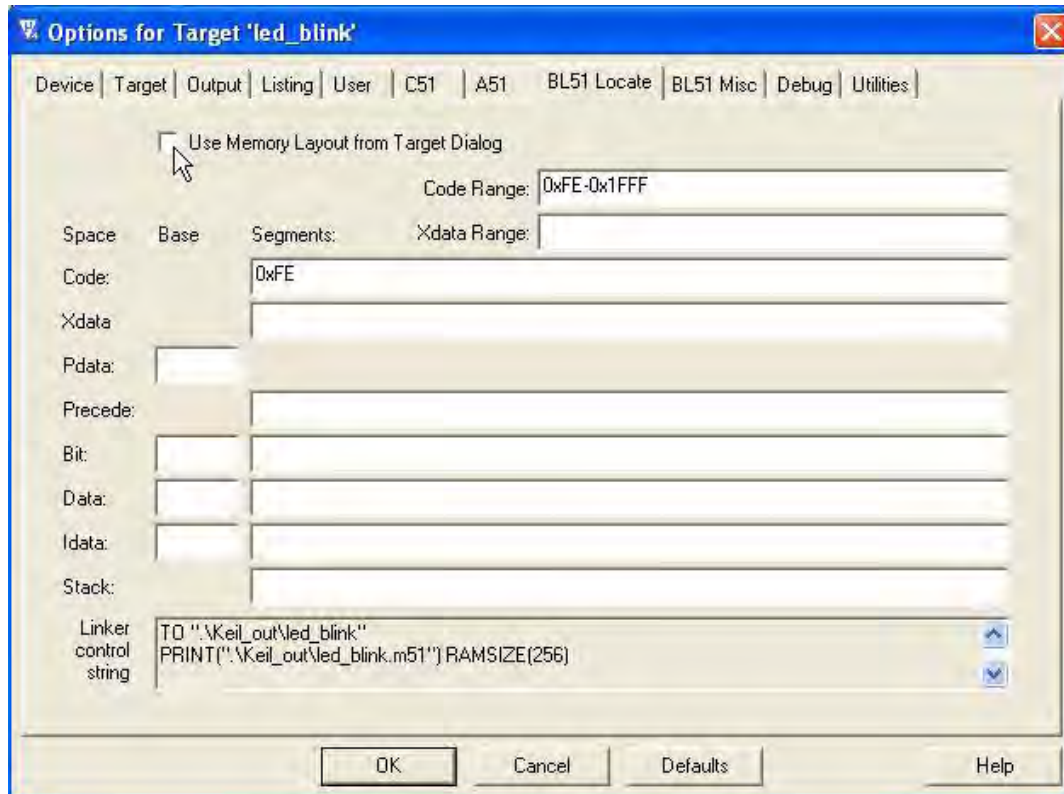 Options for Target 'led_blink'
Device Target Output Listing User C51 A51 BL51 Locate BL51 Misc Debug Utilities
Use Memory Layout from Target Dialog
Code Range: 0xFE-0x1FFF
Space Base Segments: Xdata Range:
Code: 0xFE
Xdata
Pdata:
Precede:
Bit:
Data:
Idata:
Stack:
Linker control string
TO ".\Keil_out\led_blink"
PRINT(".\Keil_out\led_blink.m51") RAMSIZE(256)
OK Cancel Defaults Help